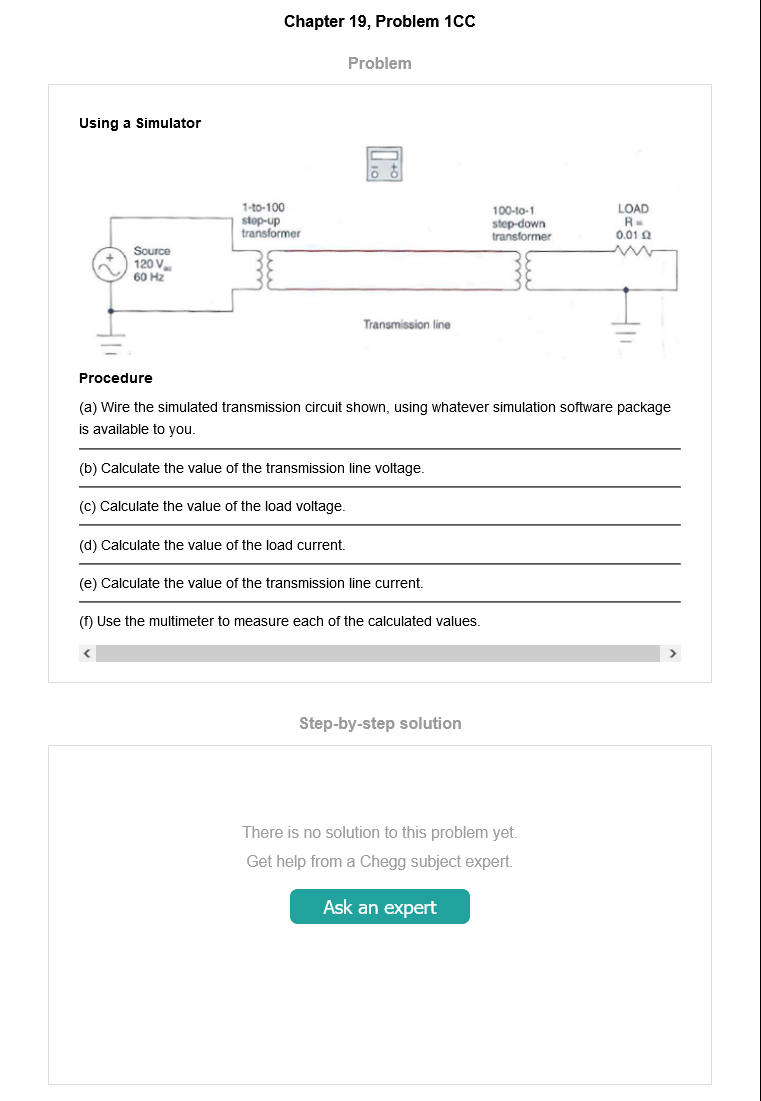 Chapter 19, Problem 1CC
Problem
Using a Simulator
1-to-100
step-up
transformer
100-to-1
step-down
transformer
LOAD
R =
0.01 Ω
Source
120 Vac
60 Hz
Transmission line
Procedure
(a) Wire the simulated transmission circuit shown, using whatever simulation software package
is available to you.
(b) Calculate the value of the transmission line voltage.
(c) Calculate the value of the load voltage.
(d) Calculate the value of the load current.
(e) Calculate the value of the transmission line current.
(f) Use the multimeter to measure each of the calculated values.
Step-by-step solution
There is no solution to this problem yet.
Get help from a Chegg subject expert.
Ask an expert